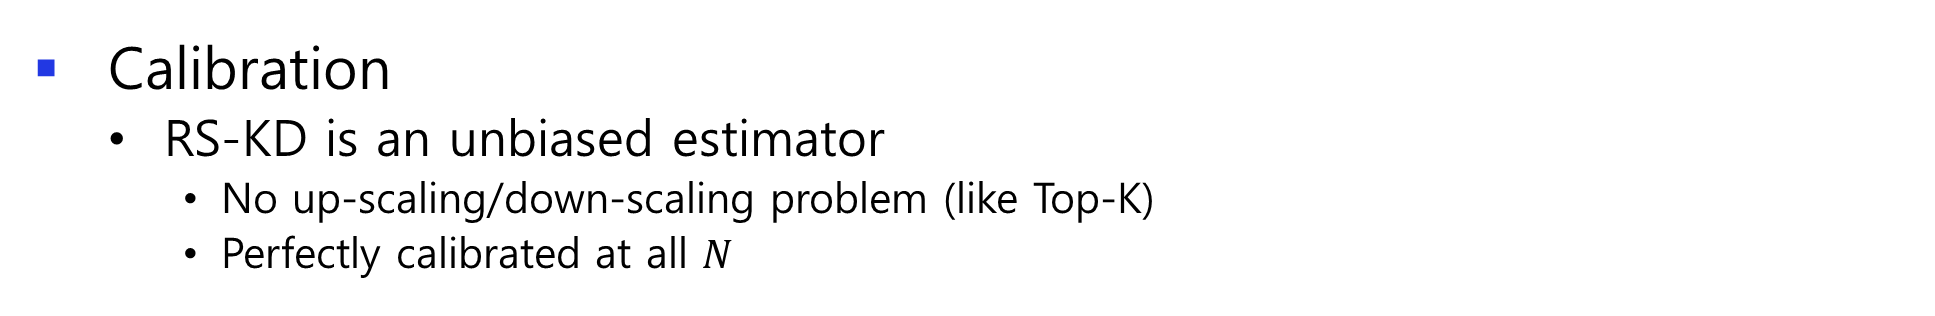 ▪ Calibration
• RS-KD is an unbiased estimator
• No up-scaling/down-scaling problem (like Top-K)
• Perfectly calibrated at all N